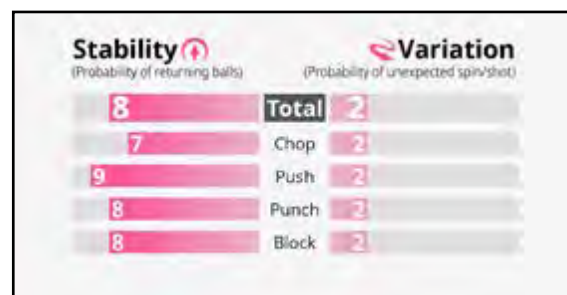 Stability Variation
(Probability of returning balls) (Probability of unexpected spin/shot)
8 Total 2
7 Chop 2
9 Push 2
8 Punch 2
8 Block 2